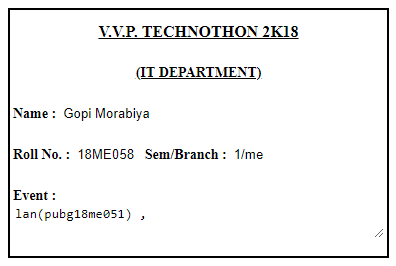 V.V.P. TECHNOTHON 2K18
(IT DEPARTMENT)
Name : Gopi Morabiya
Roll No. : 18ME058 Sem/Branch : 1/me
Event :
lan(pubg18me051) ,